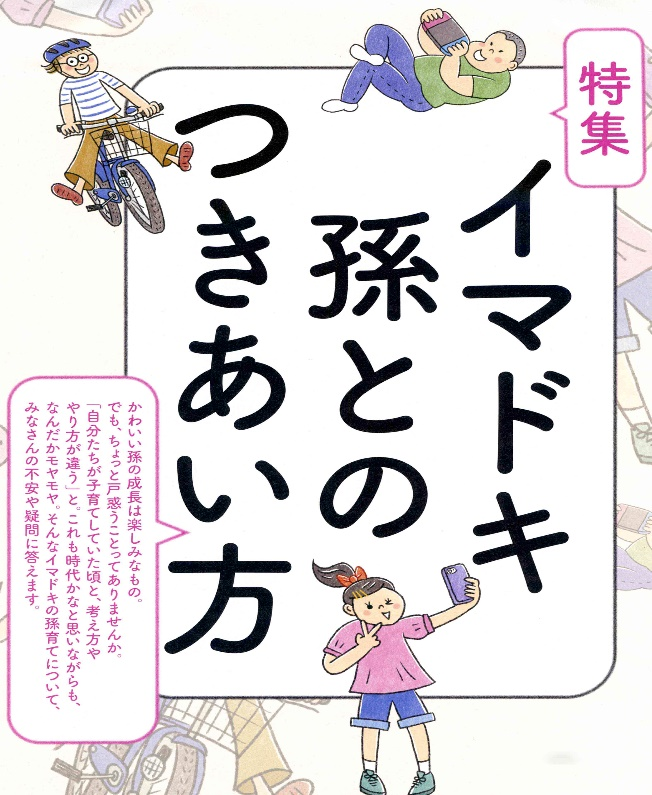 特集
イマドキ
孫との
つきあい方
かわいい孫の成長は楽しみなもの。
でも、ちょっと戸惑うことってありませんか。
「自分たちが子育てしていた頃と、考え方や
やり方が違う」と。これも時代かなと思いながらも、
なんだかモヤモヤ。そんなイマドキの孫育てについて、
みなさんの不安や疑問に答えます。